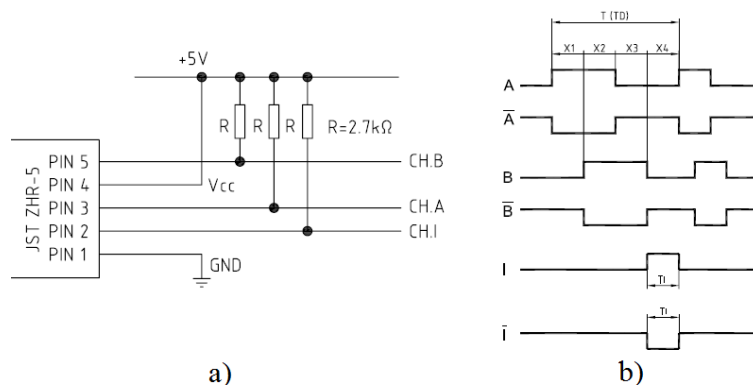 +5V
R R R R=2.7kΩ
JST ZHR-5
PIN 5 CH.B
PIN 4 Vcc
PIN 3 CH.A
PIN 2 CH.I
PIN 1 GND
a)
T (TD)
X1 X2 X3 X4
A
A̅
B
B̅
I
TI
TI
I̅
b)